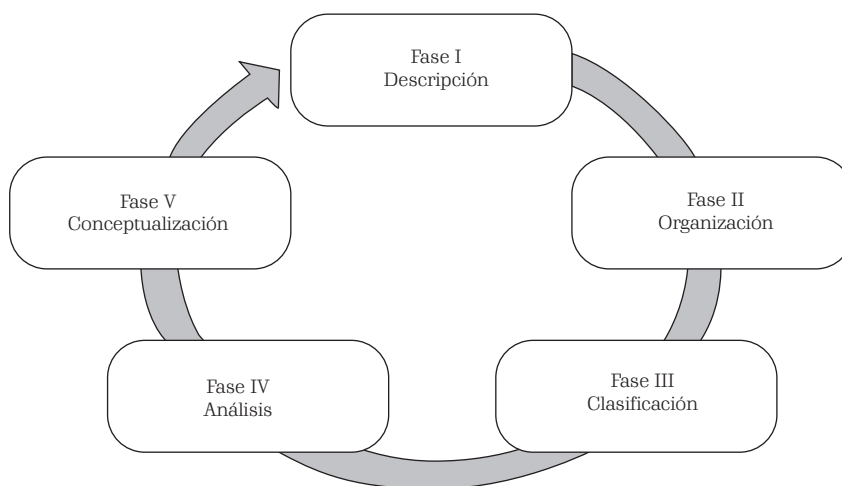 Fase I
Descripción
Fase II
Organización
Fase III
Clasificación
Fase IV
Análisis
Fase V
Conceptualización